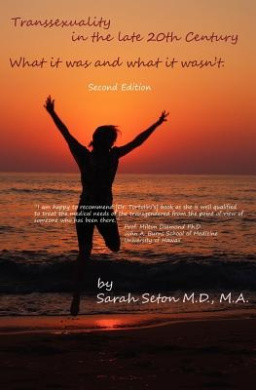 Transsexuality
in the late 20th Century
What it was and what it wasn't.
Second Edition
"I am happy to recommend [Dr. Tortolini's] book as she is well qualified
to treat the medical needs of the transgendered from the point of view of
someone who has been there."
Prof. Milton Diamond Ph.D.
John A. Burns School of Medicine
University of Hawaii
by
Sarah Seton M.D., M.A.